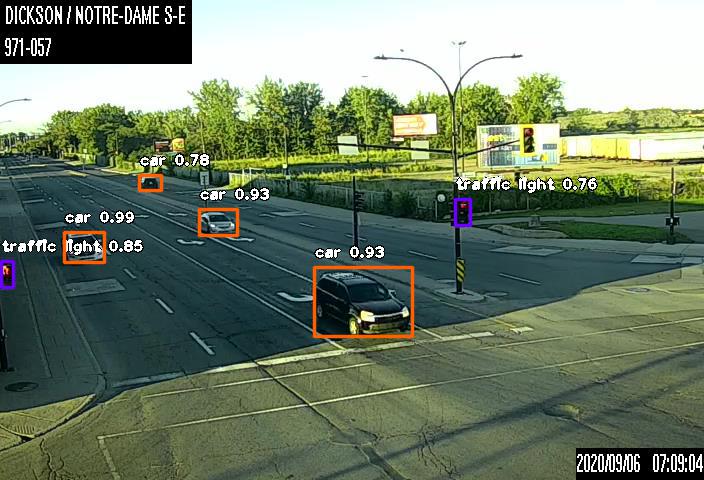 DICKSON / NOTRE-DAME S-E
971-057
car 0.78
traffic light 0.76
car 0.93
car 0.99
traffic light 0.85
car 0.93
2020/09/06 07:09:04